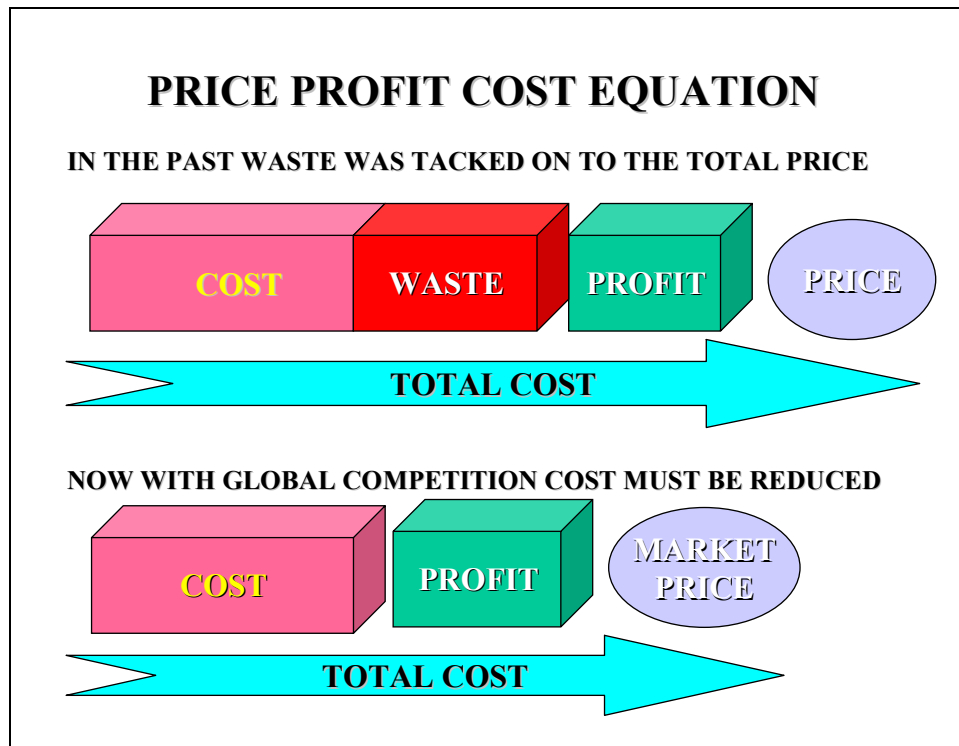 PRICE PROFIT COST EQUATION
IN THE PAST WASTE WAS TACKED ON TO THE TOTAL PRICE
COST WASTE PROFIT PRICE
TOTAL COST
NOW WITH GLOBAL COMPETITION COST MUST BE REDUCED
COST PROFIT MARKET
PRICE
TOTAL COST